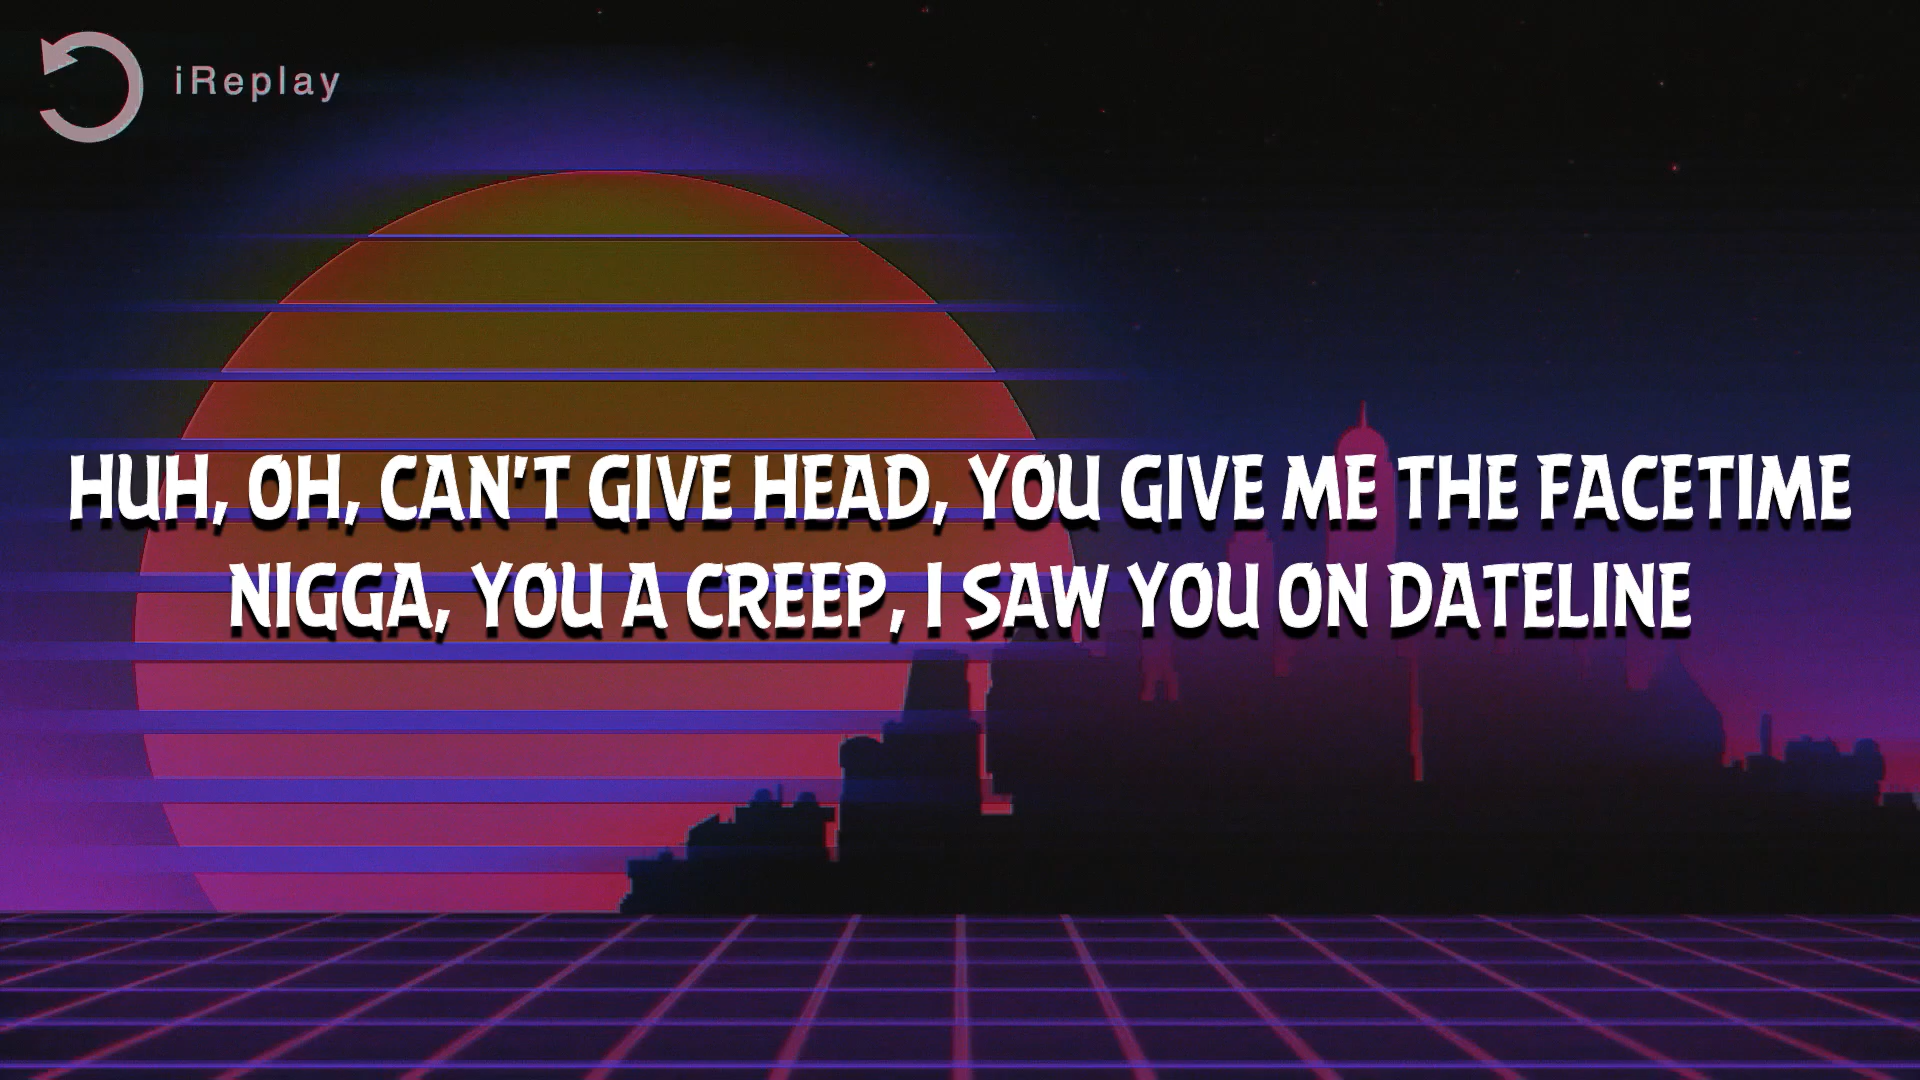 iReplay
HUH, OH, CAN'T GIVE HEAD, YOU GIVE ME THE FACETIME
NIGGA, YOU A CREEP, I SAW YOU ON DATELINE